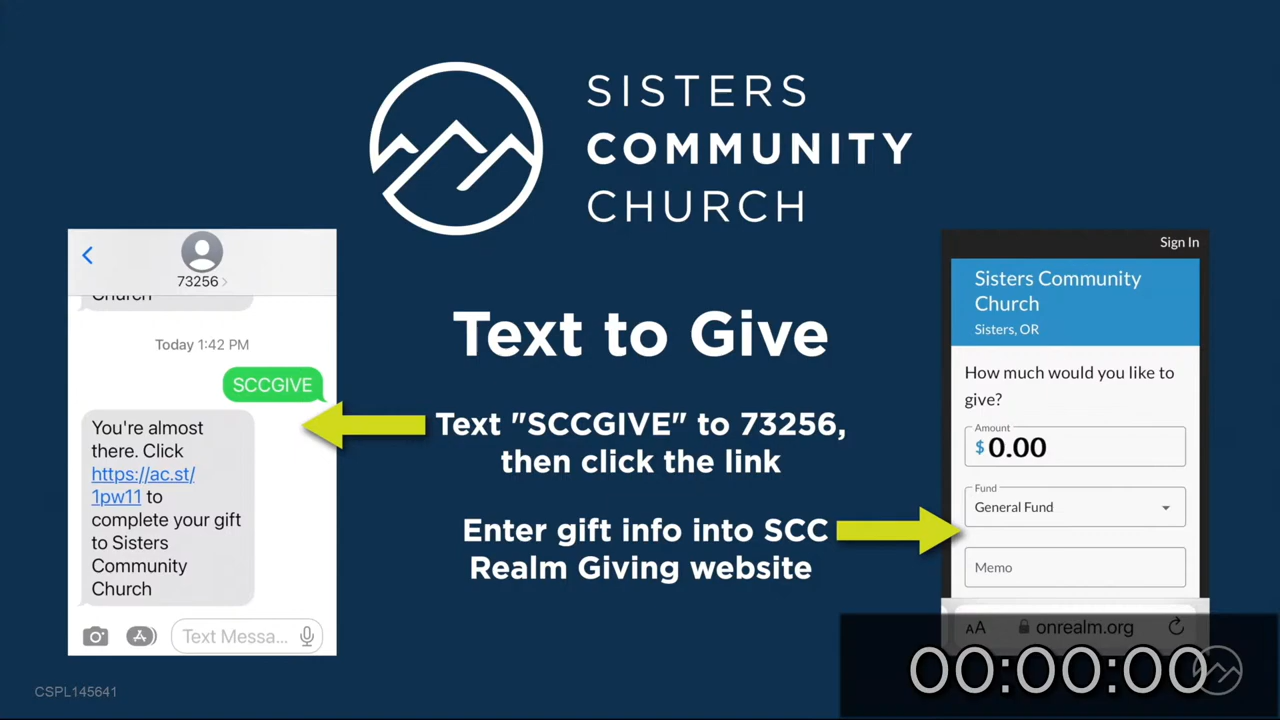 SISTERS
COMMUNITY
CHURCH
73256
Church
Today 1:42 PM
SCCGIVE
You're almost
there. Click
https://ac.st/
1pw11 to
complete your gift
to Sisters
Community
Church
Text Messa...
Text to Give
Text "SCCGIVE" to 73256,
then click the link
Enter gift info into SCC
Realm Giving website
Sign In
Sisters Community
Church
Sisters, OR
How much would you like to
give?
Amount
$ 0.00
Fund
General Fund
Memo
AA onrealm.org
00:00:00
CSPL145641